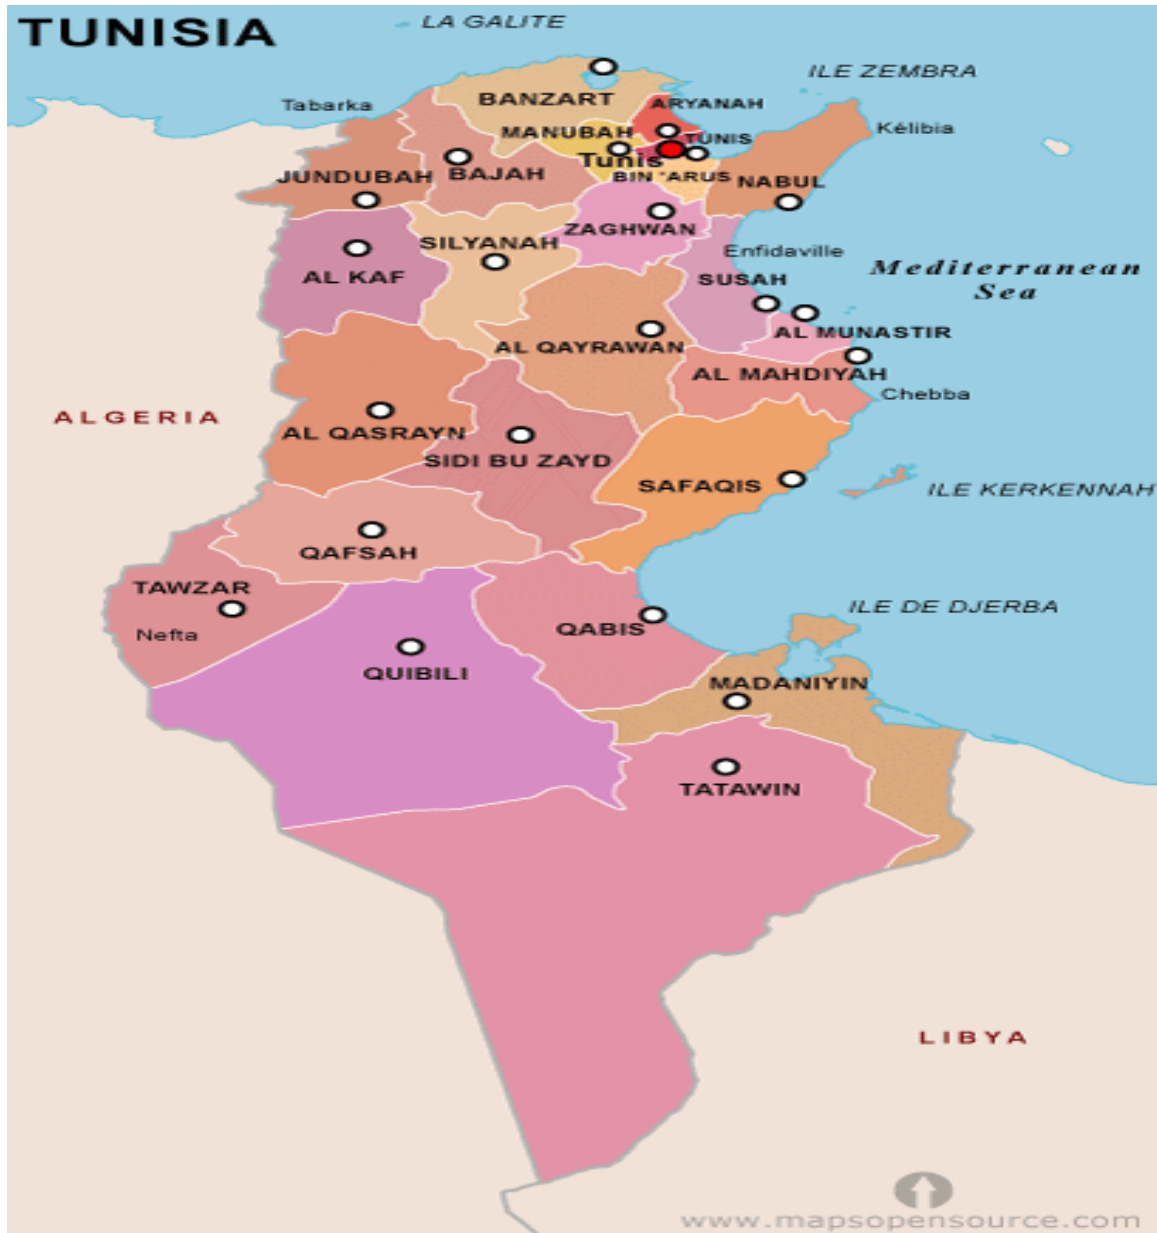 TUNISIA
LA GALITE
ILE ZEMBRA
Tabarka
BANZART
ARYANAH
Kélibia
MANUBAH
TUNIS
Tunis
JUNDUBAH
BAJAH
BIN 'ARUS
NABUL
ZAGHWAN
SILYANAH
Enfidaville
AL KAF
SUSAH
Mediterranean
Sea
AL MUNASTIR
AL QAYRAWAN
AL MAHDIYAH
Chebba
ALGERIA
AL QASRAYN
SIDI BU ZAYD
SAFAQIS
ILE KERKENNAH
QAFSAH
TAWZAR
ILE DE DJERBA
Nefta
QABIS
QUIBILI
MADANIYIN
TATAWIN
LIBYA
www.mapsopensource.com